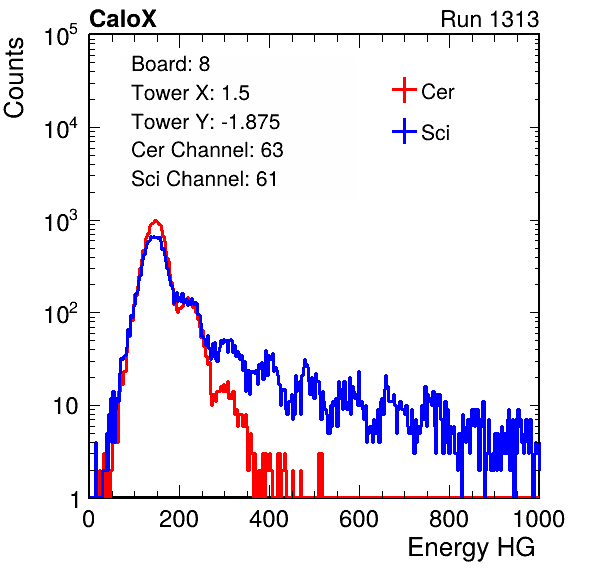 CaloX Run 1313
Counts
10^5
10^4
10^3
10^2
10
1
Board: 8
Tower X: 1.5
Tower Y: -1.875
Cer Channel: 63
Sci Channel: 61
Cer
Sci
0 200 400 600 800 1000
Energy HG